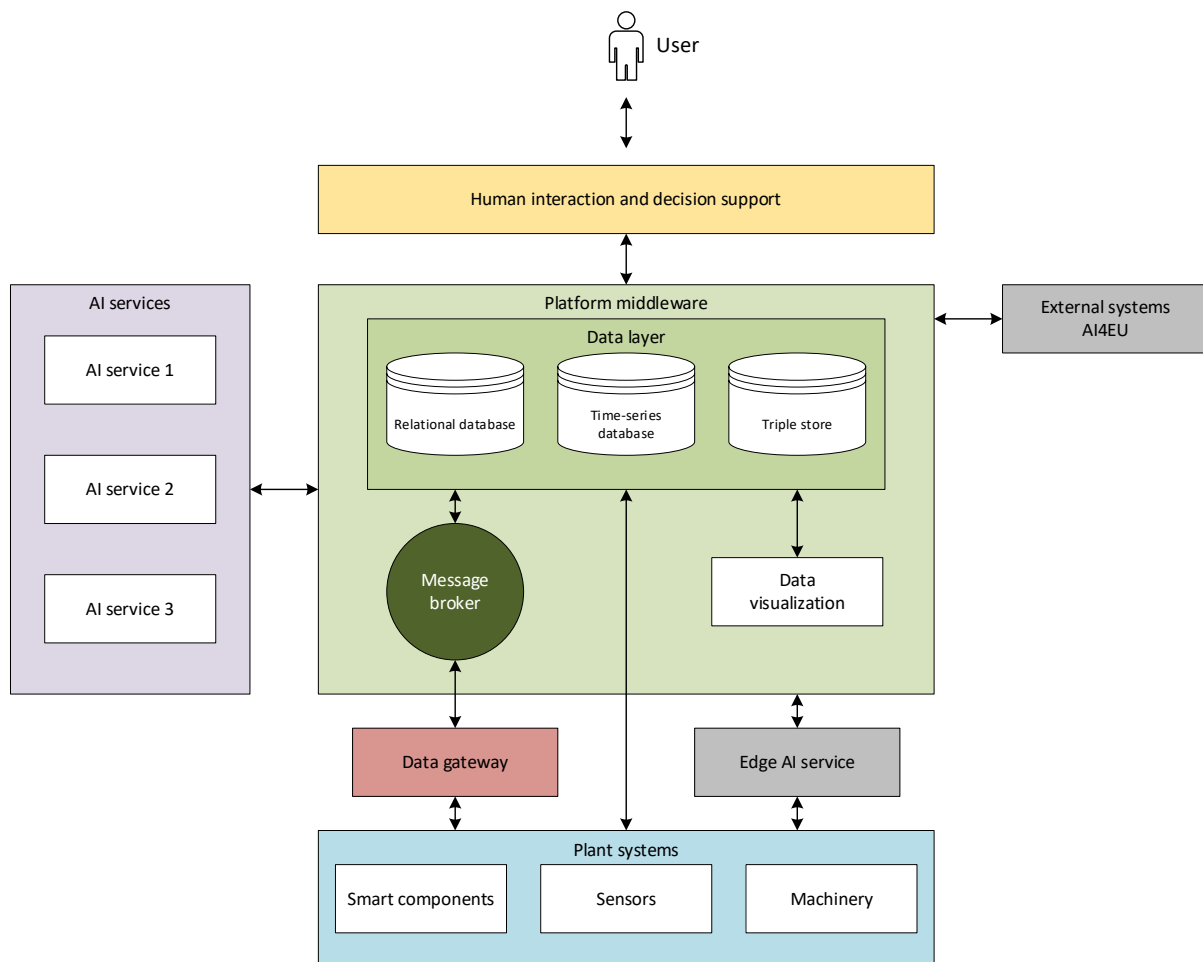 User
Human interaction and decision support
AI services
AI service 1
AI service 2
AI service 3
Platform middleware
Data layer
Relational database
Time-series
database
Triple store
Message
broker
Data
visualization
External systems
AI4EU
Data gateway
Edge AI service
Plant systems
Smart components
Sensors
Machinery